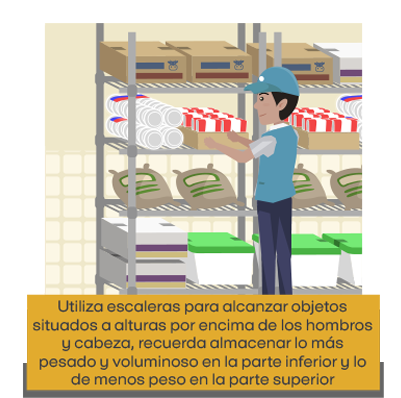 Utiliza escaleras para alcanzar objetos
situados a alturas por encima de los hombros
y cabeza, recuerda almacenar lo más
pesado y voluminoso en la parte inferior y lo
de menos peso en la parte superior